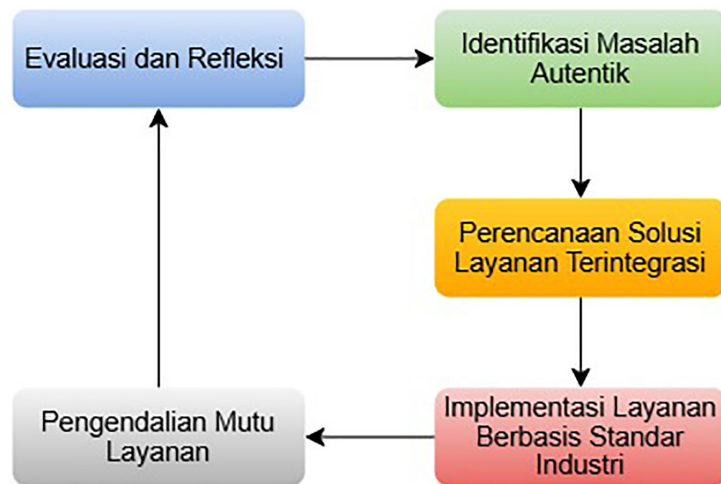 Evaluasi dan Refleksi
Identifikasi Masalah
Autentik
Perencanaan Solusi
Layanan Terintegrasi
Implementasi Layanan
Berbasis Standar
Industri
Pengendalian Mutu
Layanan